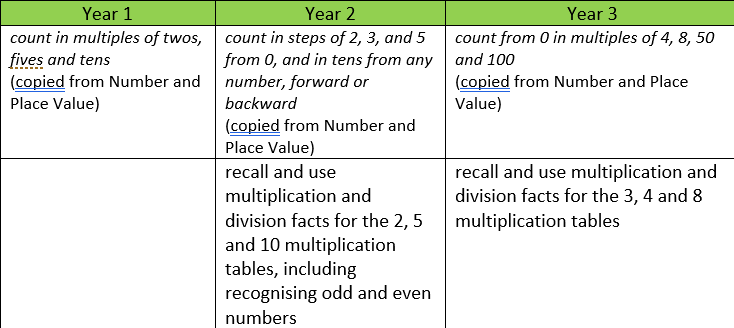 Year 1
Year 2
Year 3
count in multiples of twos,
fives and tens
(copied from Number and
Place Value)
count in steps of 2, 3, and 5
from 0, and in tens from any
number, forward or
backward
(copied from Number and
Place Value)
count from 0 in multiples of 4, 8, 50
and 100
(copied from Number and Place
Value)
recall and use
multiplication and
division facts for the 2, 5
and 10 multiplication
tables, including
recognising odd and even
numbers
recall and use multiplication and
division facts for the 3, 4 and 8
multiplication tables